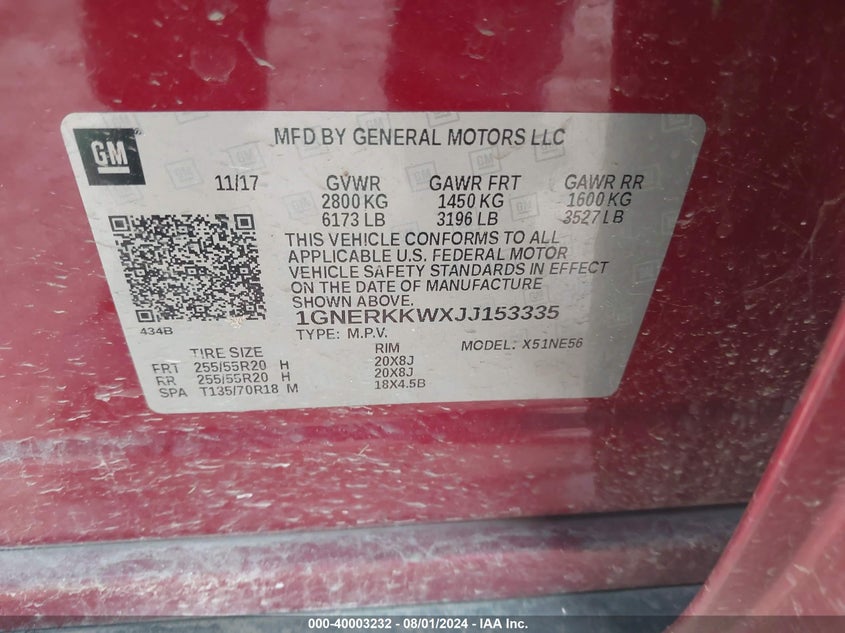 GM
MFD BY GENERAL MOTORS LLC
11/17 GVWR GAWR FRT GAWR RR
2800 KG 1450 KG 1600 KG
6173 LB 3196 LB 3527 LB
THIS VEHICLE CONFORMS TO ALL
APPLICABLE U.S. FEDERAL MOTOR
VEHICLE SAFETY STANDARDS IN EFFECT
ON THE DATE OF MANUFACTURE
SHOWN ABOVE.
434B
1GNERKKWXJJ153335
TYPE: M.P.V. MODEL: X51NE56
TIRE SIZE RIM
FRT 255/55R20 H 20X8J
RR 255/55R20 H 20X8J
SPA T135/70R18 M 18X4.5B
000-40003232 - 08/01/2024 - IAA Inc.